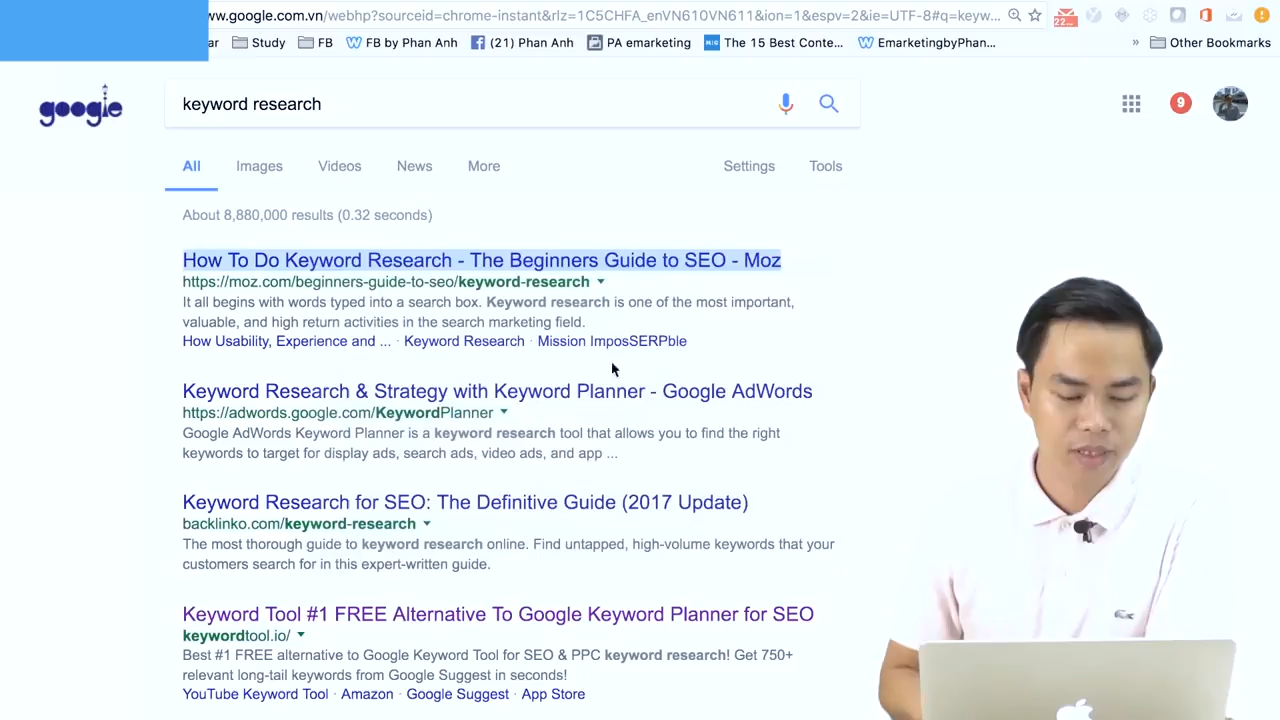 ww.google.com.vn/webhp?sourceid=chrome-instant&rlz=1C5CHFA_enVN610VN611&ion=1&espv=2&ie=UTF-8#q=keyw...
22...
ar Study FB FB by Phan Anh (21) Phan Anh PA emarketing The 15 Best Conte... EmarketingbyPhan... » Other Bookmarks
google
keyword research
9
All Images Videos News More Settings Tools
About 8,880,000 results (0.32 seconds)
How To Do Keyword Research - The Beginners Guide to SEO - Moz
https://moz.com/beginners-guide-to-seo/keyword-research
It all begins with words typed into a search box. Keyword research is one of the most important,
valuable, and high return activities in the search marketing field.
How Usability, Experience and ... · Keyword Research · Mission ImposSERPble
Keyword Research & Strategy with Keyword Planner - Google AdWords
https://adwords.google.com/KeywordPlanner
Google AdWords Keyword Planner is a keyword research tool that allows you to find the right
keywords to target for display ads, search ads, video ads, and app ...
Keyword Research for SEO: The Definitive Guide (2017 Update)
backlinko.com/keyword-research
The most thorough guide to keyword research online. Find untapped, high-volume keywords that your
customers search for in this expert-written guide.
Keyword Tool #1 FREE Alternative To Google Keyword Planner for SEO
keywordtool.io/
Best #1 FREE alternative to Google Keyword Tool for SEO & PPC keyword research! Get 750+
relevant long-tail keywords from Google Suggest in seconds!
YouTube Keyword Tool · Amazon · Google Suggest · App Store